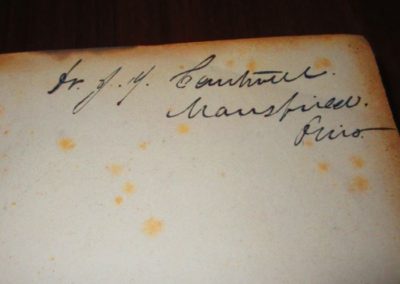 Dr. J. Y. Cantwell.
Mansfield.
Ohio